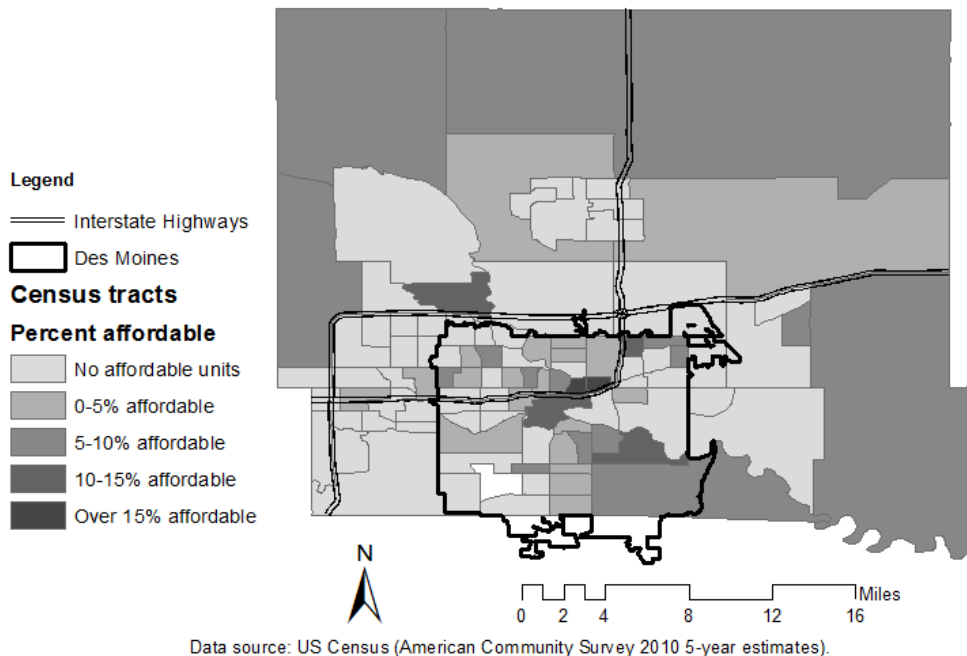 Legend
Interstate Highways
Des Moines
Census tracts
Percent affordable
No affordable units
0-5% affordable
5-10% affordable
10-15% affordable
Over 15% affordable
N
Miles
0 2 4 8 12 16
Data source: US Census (American Community Survey 2010 5-year estimates).